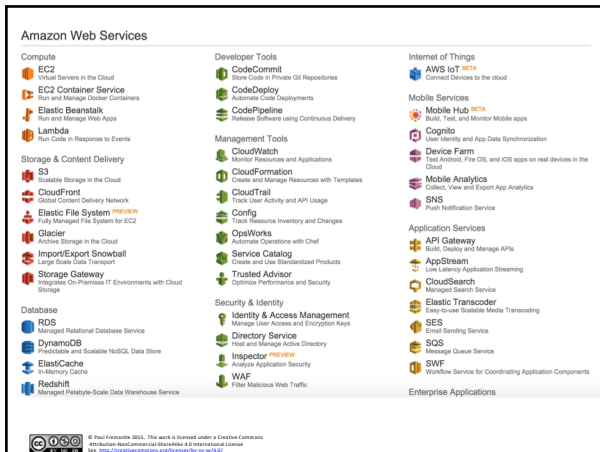 Amazon Web Services
Compute
EC2
Virtual Servers in the Cloud
EC2 Container Service
Run and Manage Docker Containers
Elastic Beanstalk
Run and Manage Web Apps
Lambda
Run Code in Response to Events
Storage & Content Delivery
S3
Scalable Storage in the Cloud
CloudFront
Global Content Delivery Network
Elastic File System PREVIEW
Fully Managed File System for EC2
Glacier
Archive Storage in the Cloud
Import/Export Snowball
Large Scale Data Transport
Storage Gateway
Integrates On-Premises IT Environments with Cloud
Storage
Database
RDS
Managed Relational Database Service
DynamoDB
Predictable and Scalable NoSQL Data Store
ElastiCache
In-Memory Cache
Redshift
Managed Petabyte-Scale Data Warehouse Service
Developer Tools
CodeCommit
Store Code in Private Git Repositories
CodeDeploy
Automate Code Deployments
CodePipeline
Release Software using Continuous Delivery
Management Tools
CloudWatch
Monitor Resources and Applications
CloudFormation
Create and Manage Resources with Templates
CloudTrail
Track User Activity and API Usage
Config
Track Resource Inventory and Changes
OpsWorks
Automate Operations with Chef
Service Catalog
Create and Use Standardized Products
Trusted Advisor
Optimize Performance and Security
Security & Identity
Identity & Access Management
Manage User Access and Encryption Keys
Directory Service
Host and Manage Active Directory
Inspector PREVIEW
Analyze Application Security
WAF
Filter Malicious Web Traffic
Internet of Things
AWS IoT BETA
Connect Devices to the cloud
Mobile Services
Mobile Hub BETA
Build, Test, and Monitor Mobile apps
Cognito
User Identity and App Data Synchronization
Device Farm
Test Android, Fire OS, and iOS apps on real devices in the
Cloud
Mobile Analytics
Collect, View and Export App Analytics
SNS
Push Notification Service
Application Services
API Gateway
Build, Deploy and Manage APIs
AppStream
Low Latency Application Streaming
CloudSearch
Managed Search Service
Elastic Transcoder
Easy-to-use Scalable Media Transcoding
SES
Email Sending Service
SQS
Message Queue Service
SWF
Workflow Service for Coordinating Application Components
Enterprise Applications
cc BY NC SA
© Paul Fremantle 2015. This work is licensed under a Creative Commons
Attribution-NonCommercial-ShareAlike 4.0 International License
See http://creativecommons.org/licenses/by-nc-sa/4.0/